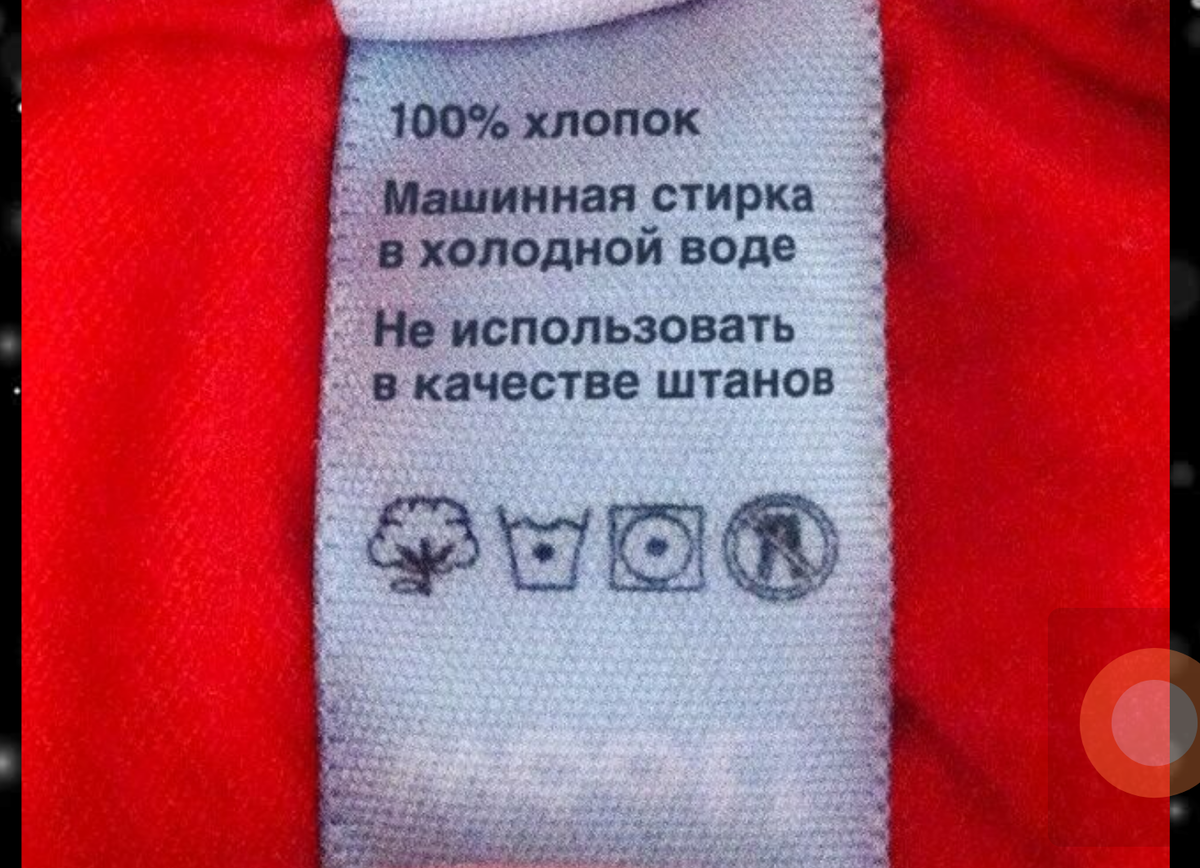 100% хлопок
Машинная стирка
в холодной воде
Не использовать
в качестве штанов